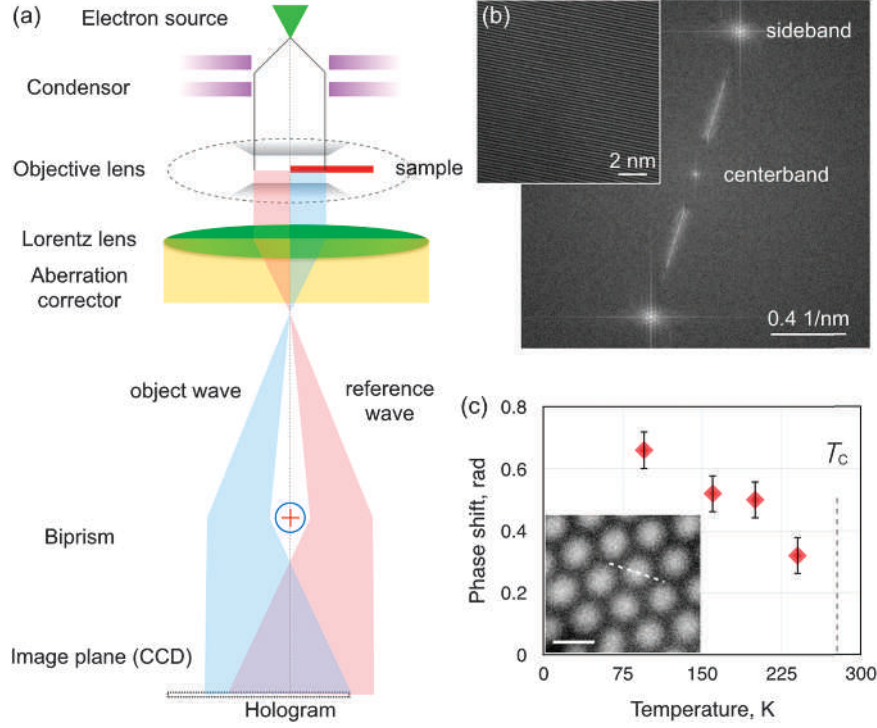 (a)
Electron source
Condensor
Objective lens
sample
Lorentz lens
Aberration
corrector
object wave
reference
wave
Biprism
Image plane (CCD)
Hologram
(b)
sideband
2 nm
centerband
0.4 1/nm
(c)
0.8
0.6
0.4
0.2
0
Phase shift, rad
T_C
0 75 150 225 300
Temperature, K